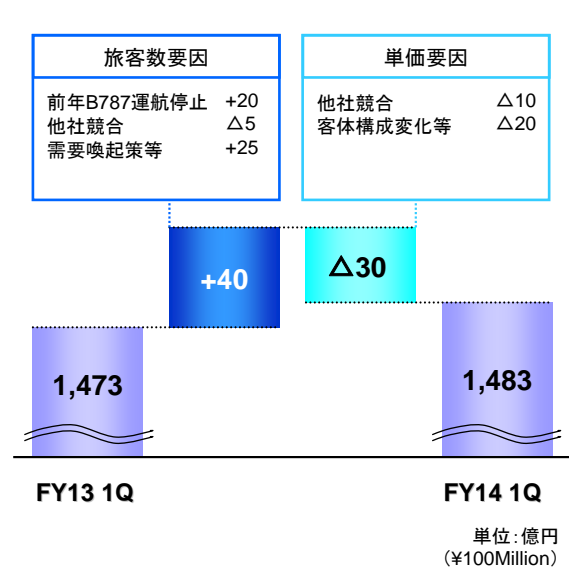 旅客数要因
前年B787運航停止 +20
他社競合 △5
需要喚起策等 +25
単価要因
他社競合 △10
客体構成変化等 △20
+40
△30
1,473
1,483
FY13 1Q
FY14 1Q
単位：億円
（¥100Million）